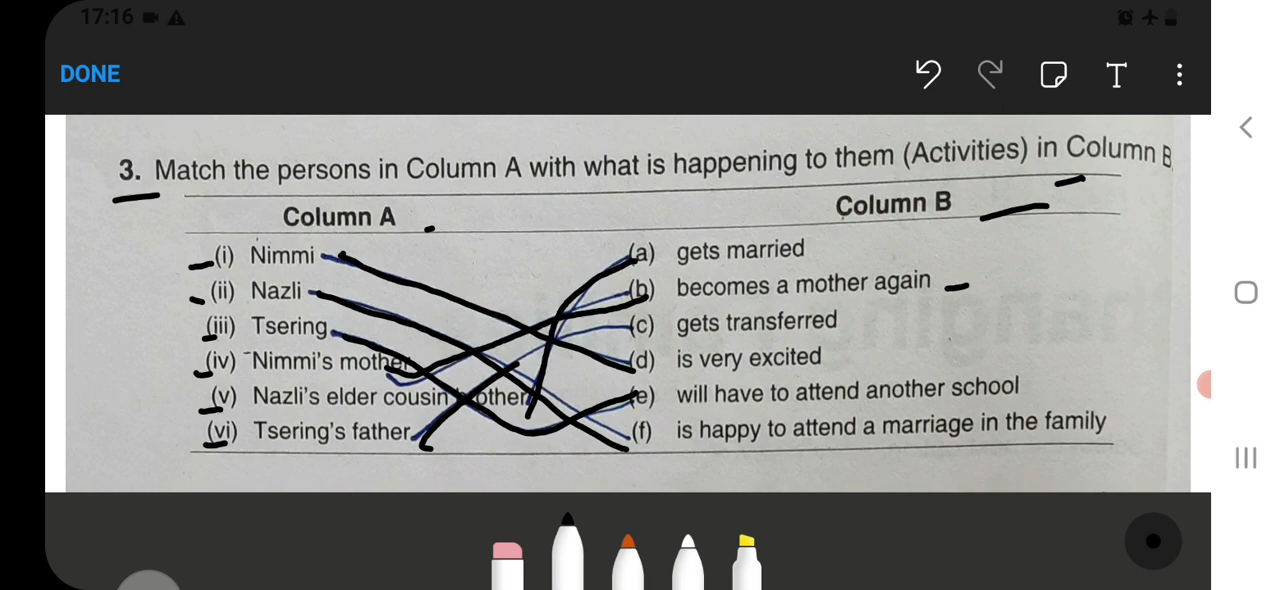 17:16
DONE
T
3. Match the persons in Column A with what is happening to them (Activities) in Column B
Column A Column B
(i) Nimmi (a) gets married
(ii) Nazli (b) becomes a mother again
(iii) Tsering (c) gets transferred
(iv) Nimmi's mother (d) is very excited
(v) Nazli's elder cousin brother (e) will have to attend another school
(vi) Tsering's father (f) is happy to attend a marriage in the family